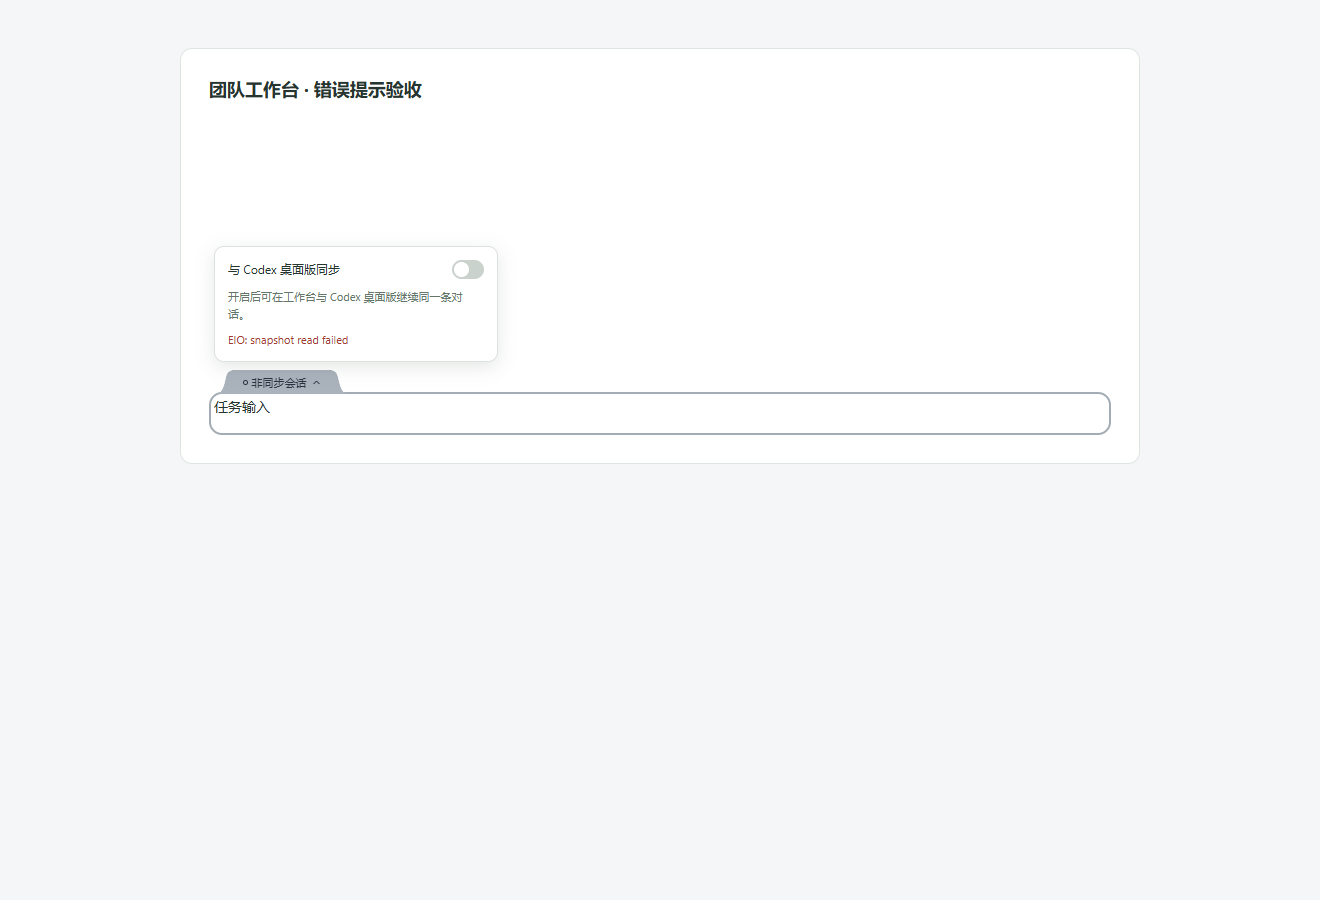 团队工作台 · 错误提示验收
与 Codex 桌面版同步
开启后可在工作台与 Codex 桌面版继续同一条对
话。
EIO: snapshot read failed
非同步会话
任务输入